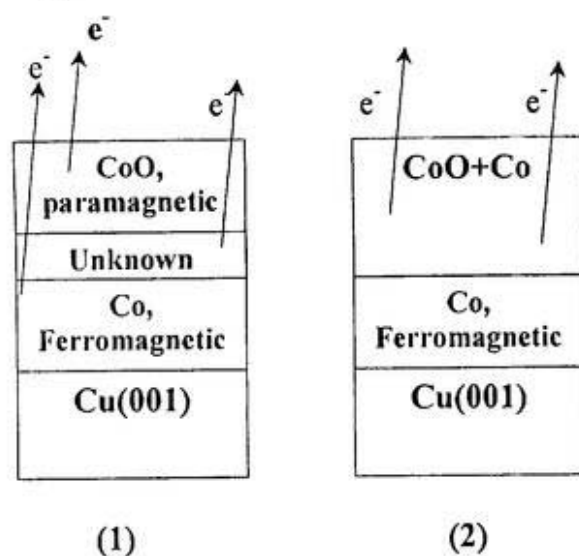 e⁻
e⁻
e⁻
CoO,
paramagnetic
Unknown
Co,
Ferromagnetic
Cu(001)
(1)
e⁻
e⁻
CoO+Co
Co,
Ferromagnetic
Cu(001)
(2)